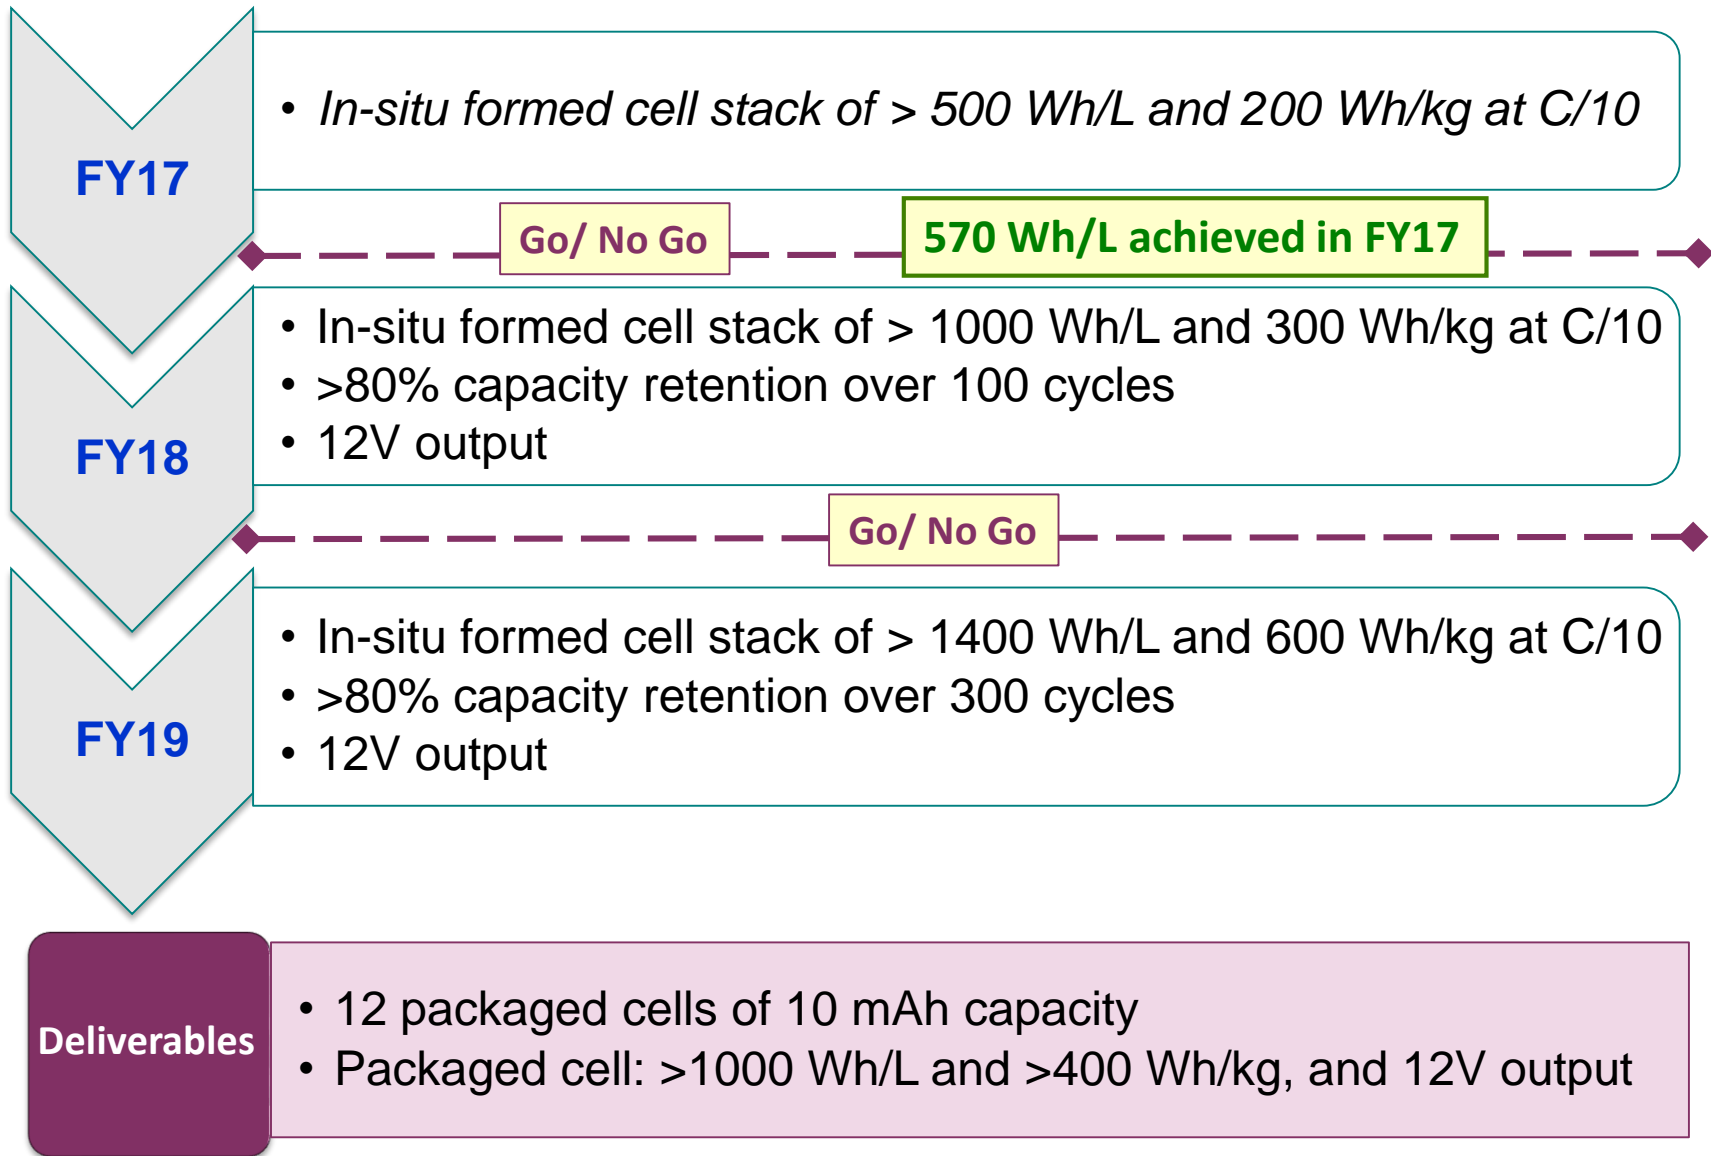 FY17
• In-situ formed cell stack of > 500 Wh/L and 200 Wh/kg at C/10
Go/ No Go
570 Wh/L achieved in FY17
FY18
• In-situ formed cell stack of > 1000 Wh/L and 300 Wh/kg at C/10
• >80% capacity retention over 100 cycles
• 12V output
Go/ No Go
FY19
• In-situ formed cell stack of > 1400 Wh/L and 600 Wh/kg at C/10
• >80% capacity retention over 300 cycles
• 12V output
Deliverables
• 12 packaged cells of 10 mAh capacity
• Packaged cell: >1000 Wh/L and >400 Wh/kg, and 12V output